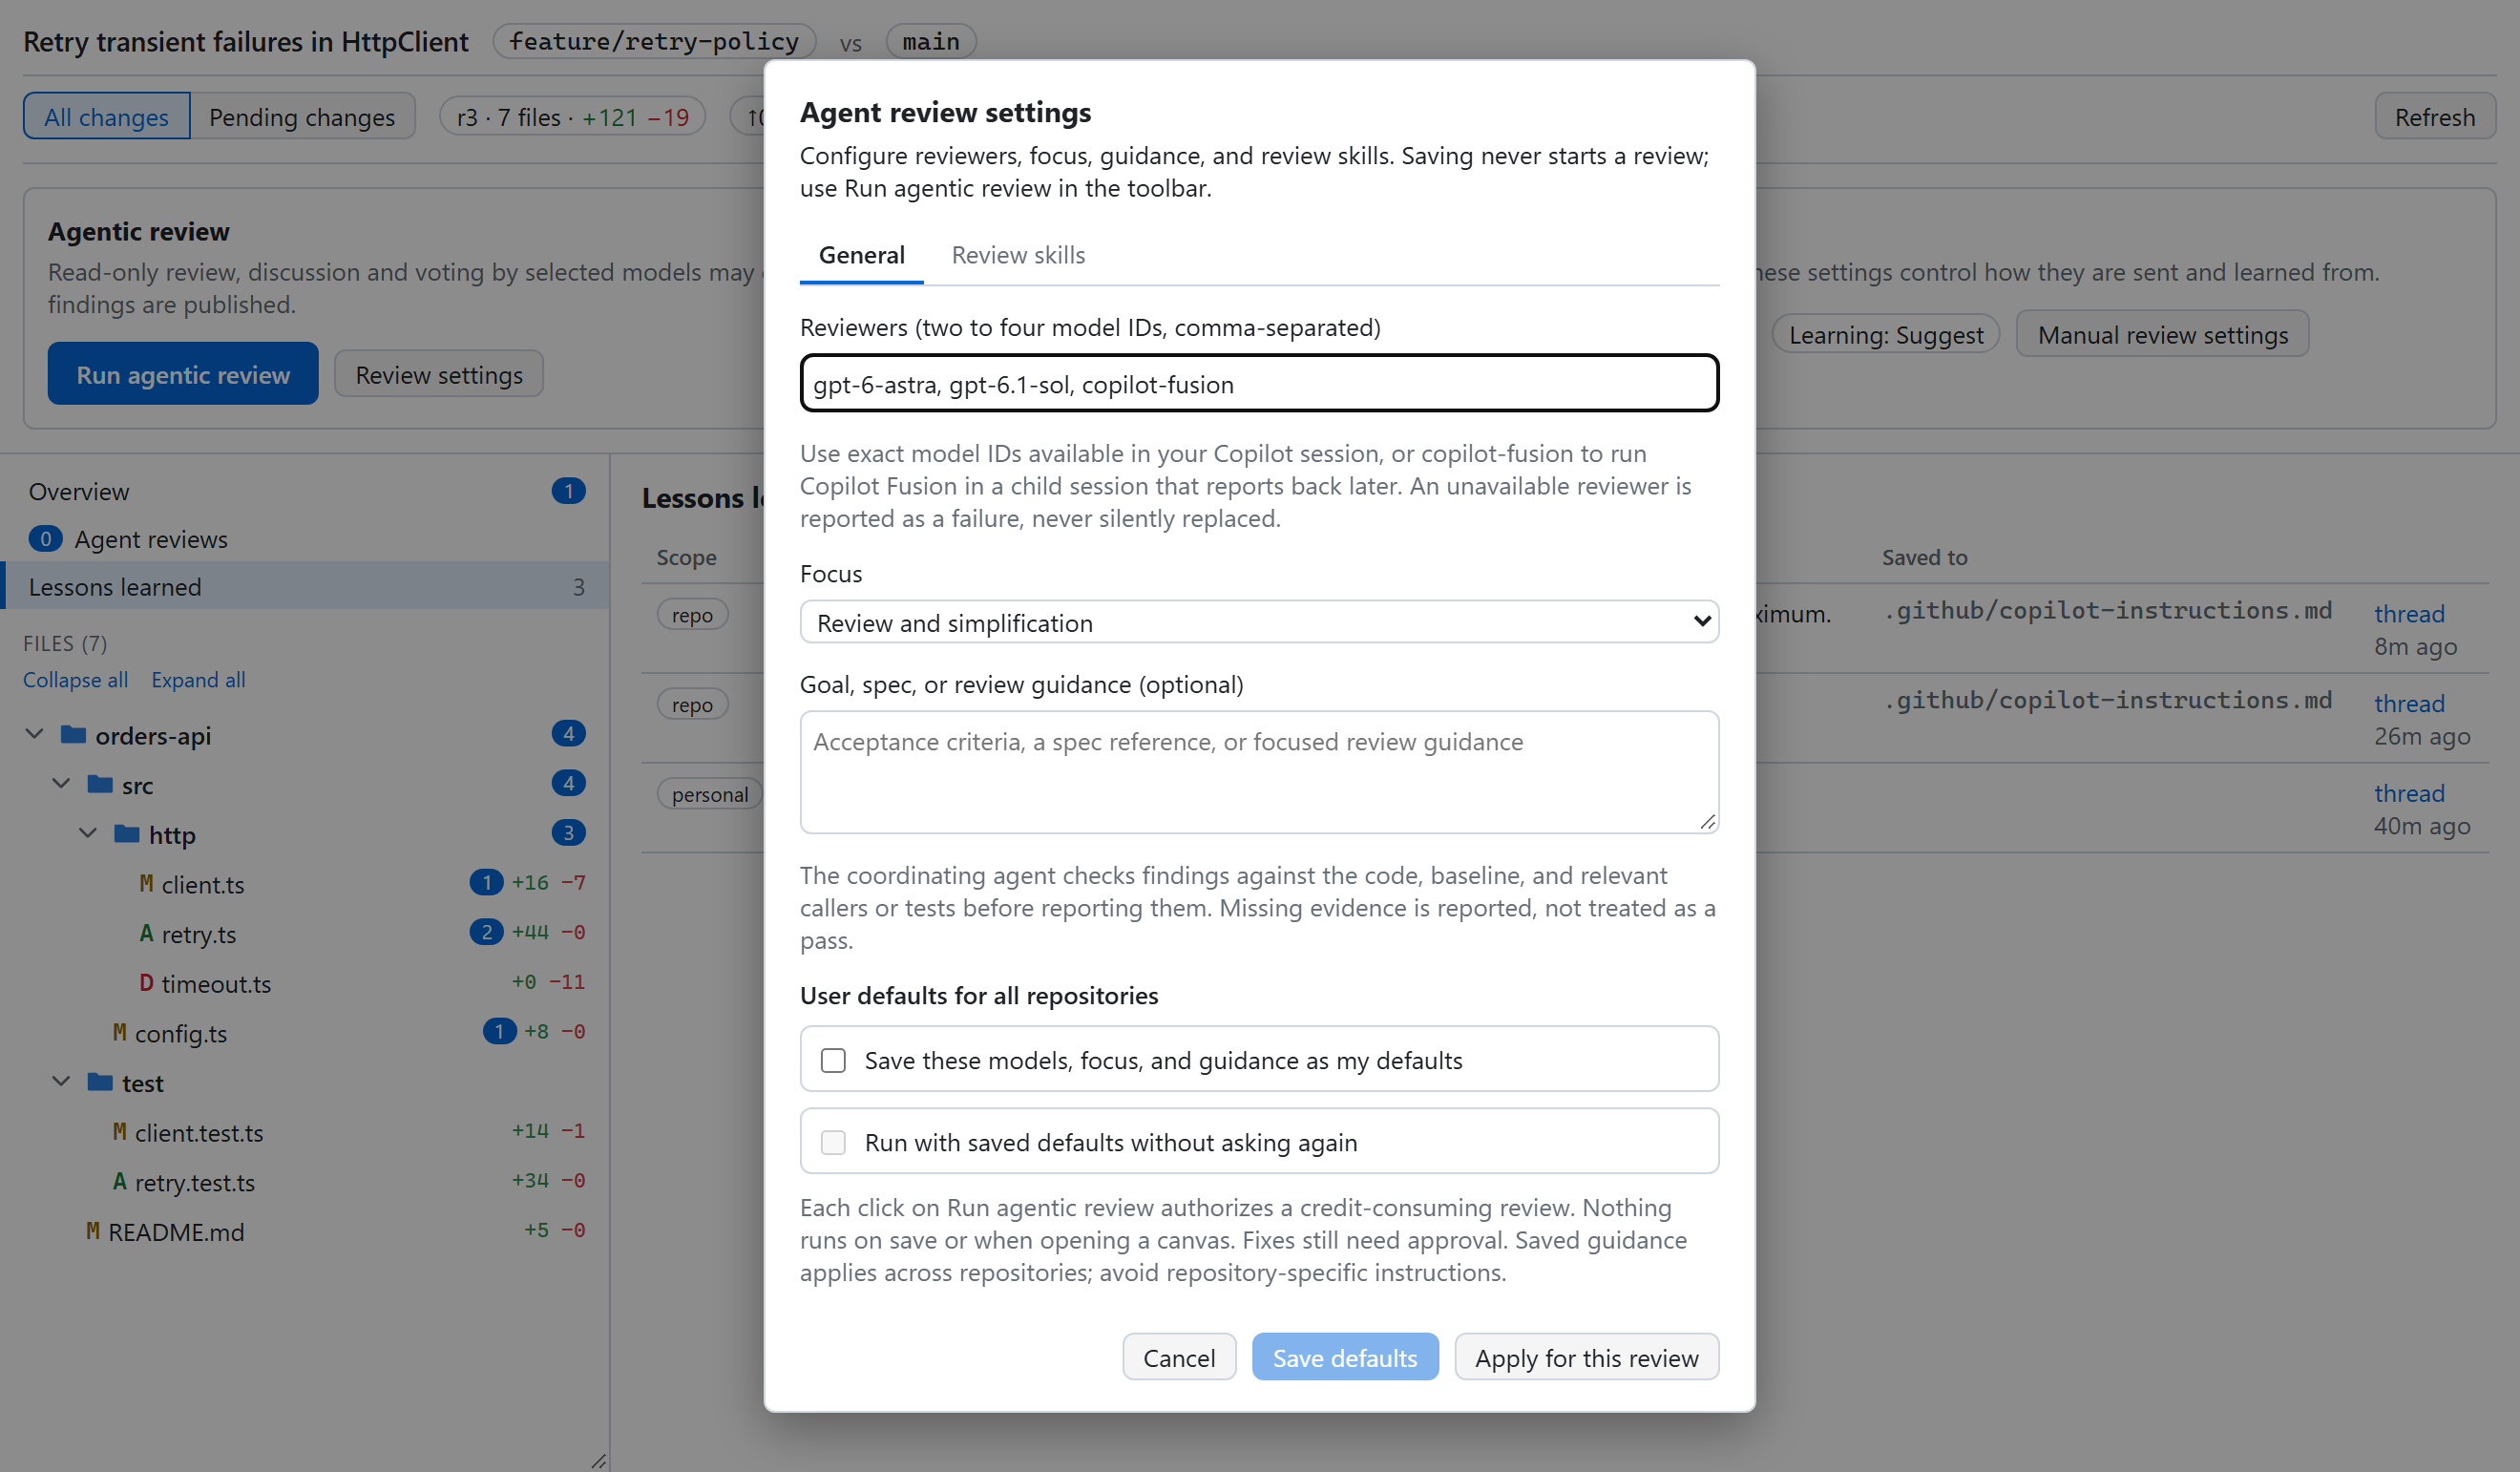 Retry transient failures in HttpClient feature/retry-policy vs main
All changes Pending changes r3 · 7 files · +121 −19
Refresh
Agentic review
Read-only review, discussion and voting by selected models may
findings are published.
Run agentic review Review settings
these settings control how they are sent and learned from.
Learning: Suggest Manual review settings
Overview 1
0 Agent reviews
Lessons learned 3
FILES (7)
Collapse all Expand all
orders-api 4
src 4
http 3
M client.ts 1 +16 −7
A retry.ts 2 +44 −0
D timeout.ts +0 −11
M config.ts 1 +8 −0
test
M client.test.ts +14 −1
A retry.test.ts +34 −0
M README.md +5 −0
Lessons
Scope Saved to
repo .github/copilot-instructions.md thread
8m ago
repo .github/copilot-instructions.md thread
26m ago
personal thread
40m ago
Agent review settings
Configure reviewers, focus, guidance, and review skills. Saving never starts a review;
use Run agentic review in the toolbar.
General Review skills
Reviewers (two to four model IDs, comma-separated)
gpt-6-astra, gpt-6.1-sol, copilot-fusion
Use exact model IDs available in your Copilot session, or copilot-fusion to run
Copilot Fusion in a child session that reports back later. An unavailable reviewer is
reported as a failure, never silently replaced.
Focus
Review and simplification
Goal, spec, or review guidance (optional)
Acceptance criteria, a spec reference, or focused review guidance
The coordinating agent checks findings against the code, baseline, and relevant
callers or tests before reporting them. Missing evidence is reported, not treated as a
pass.
User defaults for all repositories
Save these models, focus, and guidance as my defaults
Run with saved defaults without asking again
Each click on Run agentic review authorizes a credit-consuming review. Nothing
runs on save or when opening a canvas. Fixes still need approval. Saved guidance
applies across repositories; avoid repository-specific instructions.
Cancel Save defaults Apply for this review